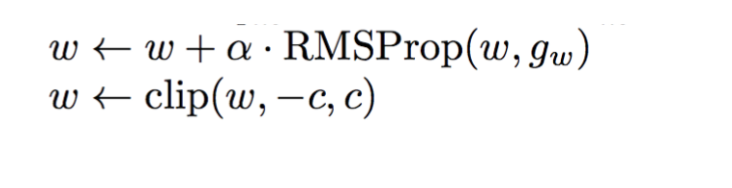 w ← w + α · RMSProp(w, g_w)
w ← clip(w, −c, c)